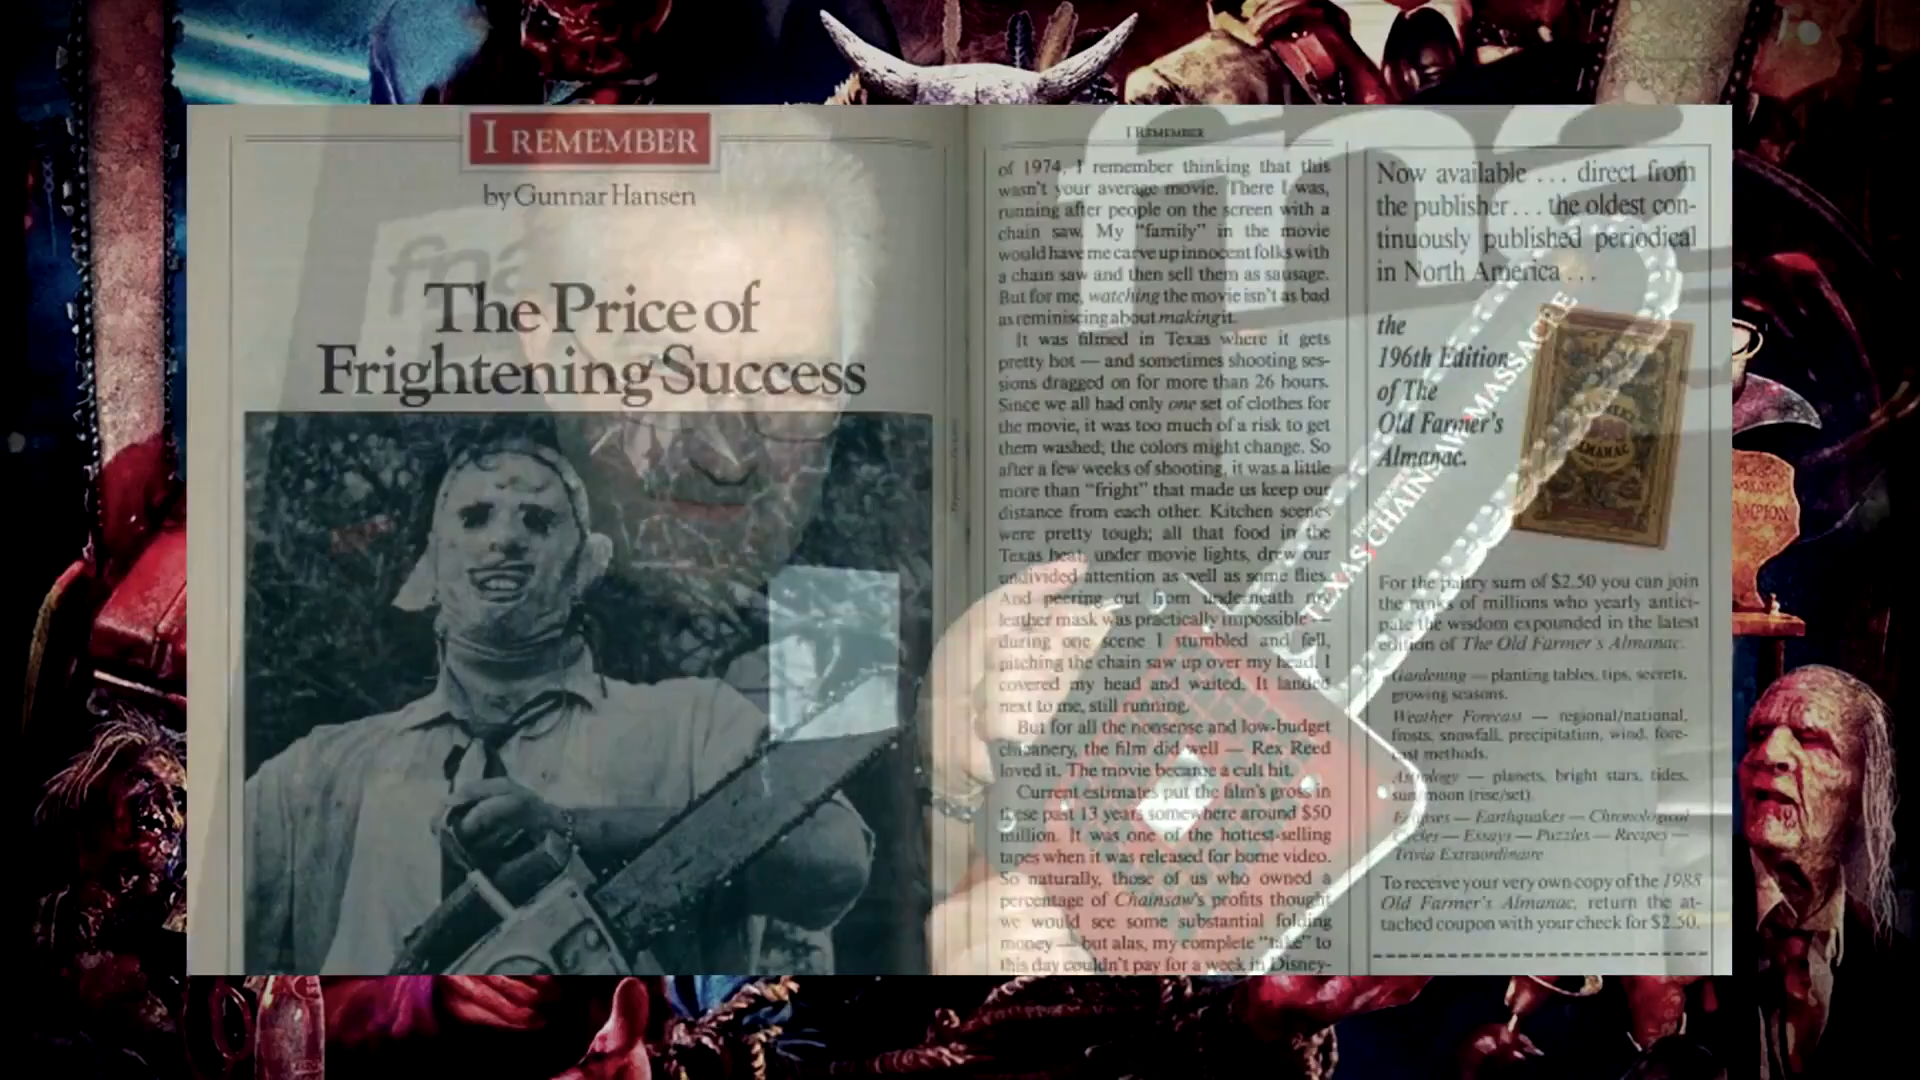 I REMEMBER
by Gunnar Hansen
The Price of
Frightening Success
I REMEMBER
of 1974, I remember thinking that this
wasn't your average movie. There I was,
running after people on the screen with a
chain saw. My "family" in the movie
would have me carve up innocent folks with
a chain saw and then sell them as sausage.
But for me, watching the movie isn't as bad
as reminiscing about making it.
It was filmed in Texas where it gets
pretty hot — and sometimes shooting ses-
sions dragged on for more than 26 hours.
Since we all had only one set of clothes for
the movie, it was too much of a risk to get
them washed; the colors might change. So
after a few weeks of shooting, it was a little
more than "fright" that made us keep our
distance from each other. Kitchen scenes
were pretty tough; all that food in the
Texas heat, under movie lights, drew our
undivided attention as well as some flies.
And peering out from underneath my
leather mask was practically impossible —
during one scene I stumbled and fell,
pitching the chain saw up over my head. I
covered my head and waited. It landed
next to me, still running.
But for all the nonsense and low-budget
chicanery, the film did well — Rex Reed
loved it. The movie became a cult hit.
Current estimates put the film's gross in
these past 13 years somewhere around $50
million. It was one of the hottest-selling
tapes when it was released for home video.
So naturally, those of us who owned a
percentage of Chainsaw's profits thought
we would see some substantial folding
money — but alas, my complete "take" to
this day couldn't pay for a week in Disney-
Now available . . . direct from
the publisher . . . the oldest con-
tinuously published periodical
in North America . . .
the
196th Edition
of The
Old Farmer's
Almanac.
ALMANAC
For the paltry sum of $2.50 you can join
the ranks of millions who yearly antici-
pate the wisdom expounded in the latest
edition of The Old Farmer's Almanac.
Gardening — planting tables, tips, secrets,
growing seasons.
Weather Forecast — regional/national,
frosts, snowfall, precipitation, wind, fore-
cast methods.
Astrology — planets, bright stars, tides,
sun/moon (rise/set).
Eclipses — Earthquakes — Chronological
Cycles — Essays — Puzzles — Recipes —
Trivia Extraordinaire
To receive your very own copy of the 1988
Old Farmer's Almanac, return the at-
tached coupon with your check for $2.50.
fnac
fnac
TEXAS CHAINSAW MASSACRE